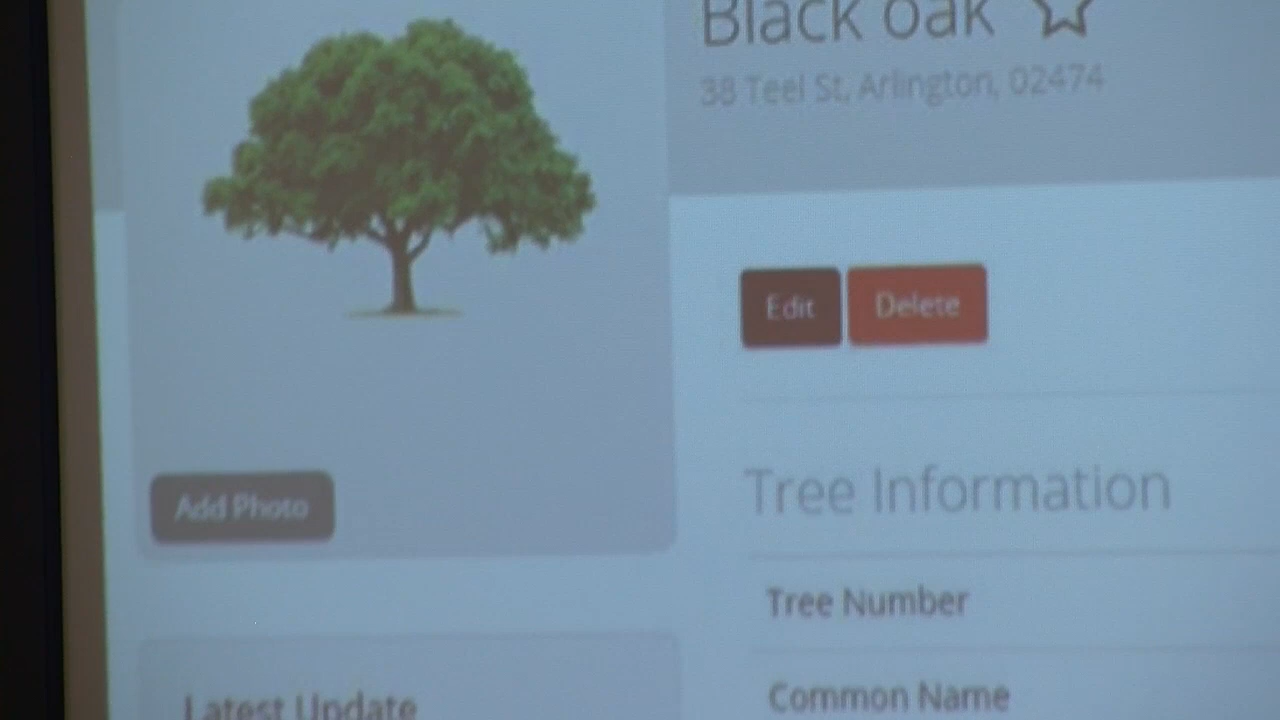 Black oak
38 Teel St, Arlington, 02474
Edit Delete
Add Photo
Tree Information
Tree Number
Common Name
Latest Update